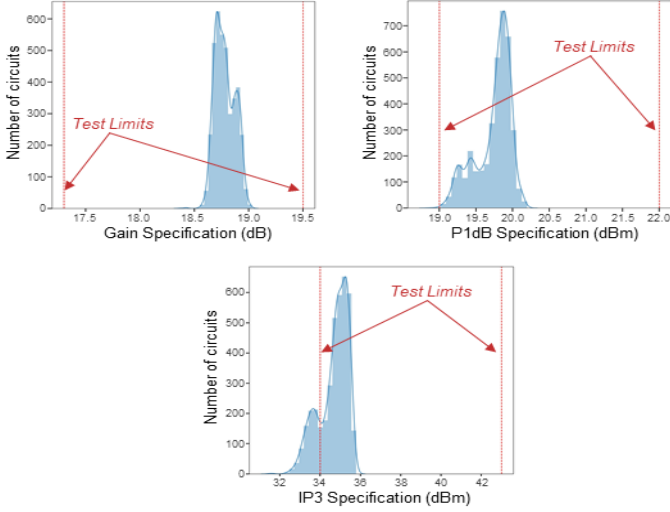 600
500
400
300
200
100
0
Number of circuits
Test Limits
17.5 18.0 18.5 19.0 19.5
Gain Specification (dB)
700
600
500
400
300
200
100
0
Number of circuits
Test Limits
19.0 19.5 20.0 20.5 21.0 21.5 22.0
P1dB Specification (dBm)
600
500
400
300
200
100
0
Number of circuits
Test Limits
32 34 36 38 40 42
IP3 Specification (dBm)